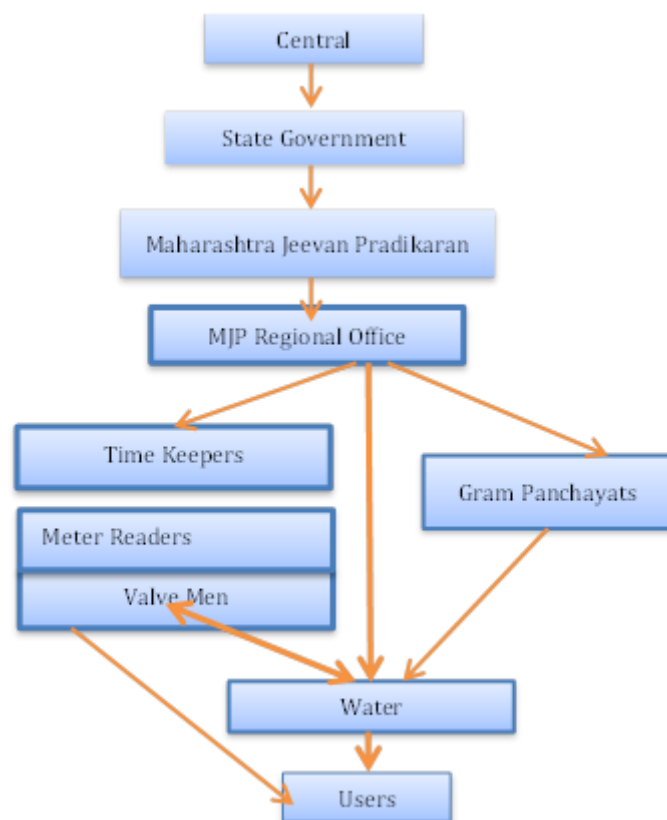 Central
State Government
Maharashtra Jeevan Pradikaran
MJP Regional Office
Time Keepers
Gram Panchayats
Meter Readers
Valve Men
Water
Users